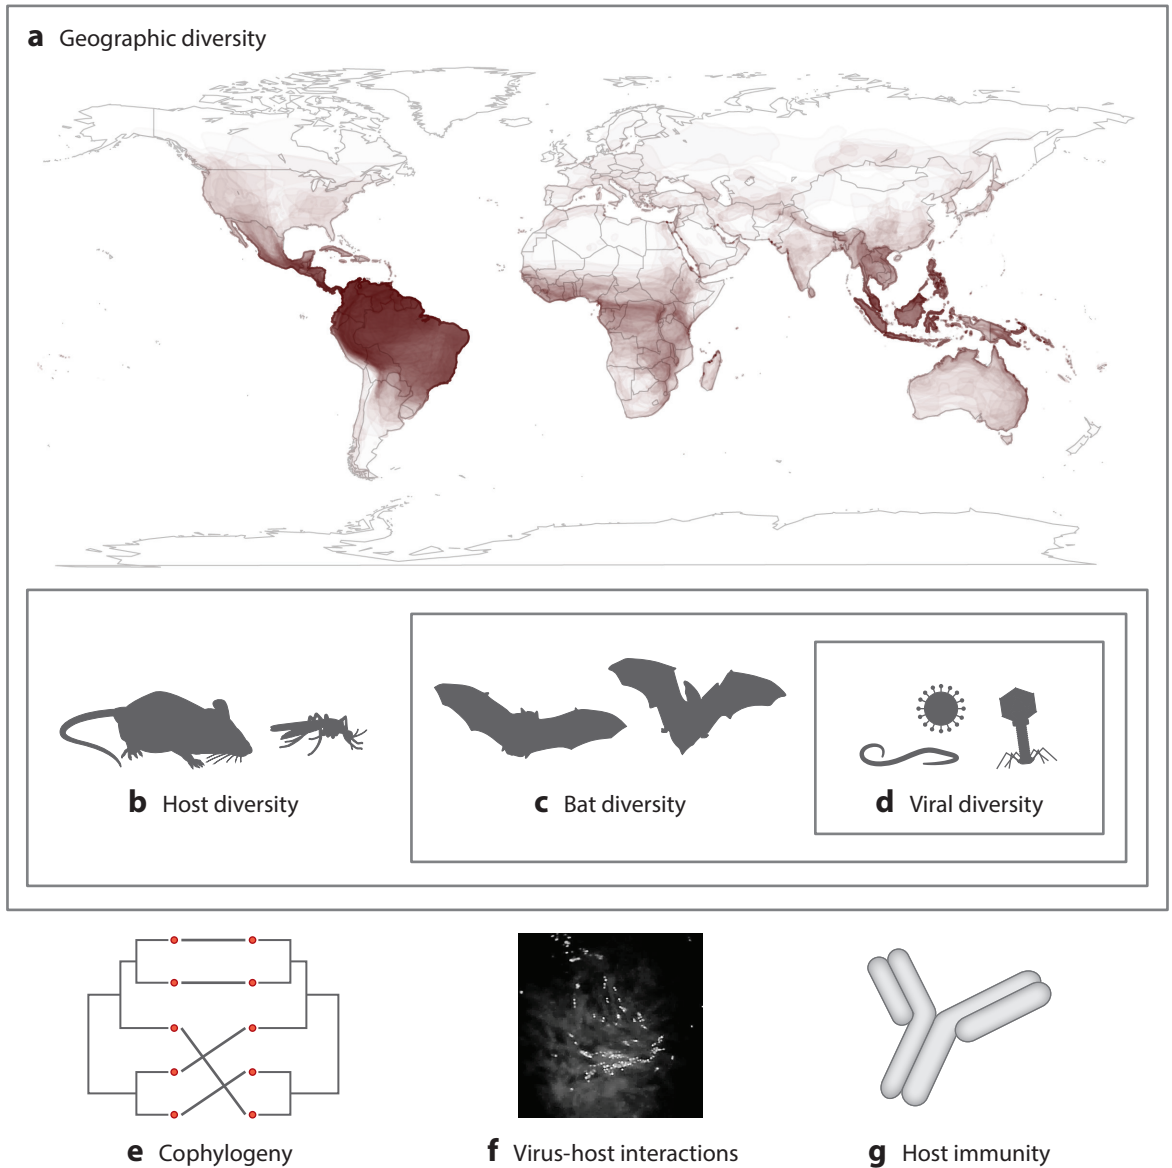 a Geographic diversity
b Host diversity
c Bat diversity
d Viral diversity
e Cophylogeny
f Virus-host interactions
g Host immunity